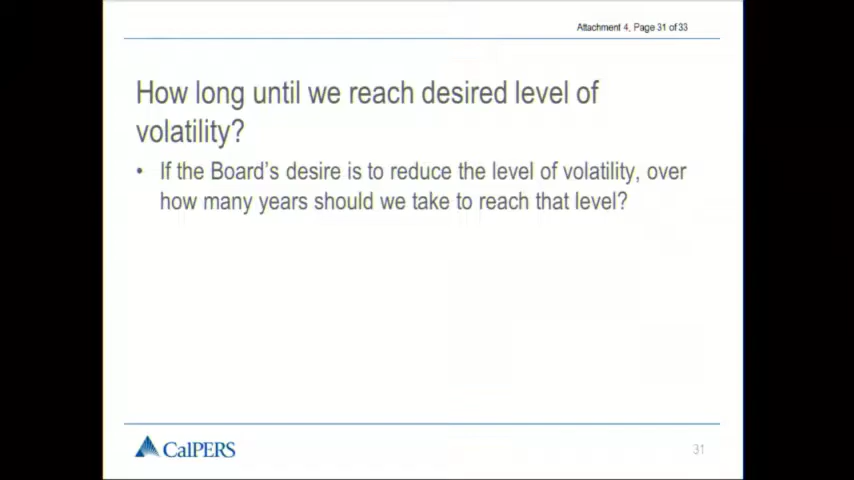 Attachment 4, Page 31 of 33
How long until we reach desired level of
volatility?
• If the Board's desire is to reduce the level of volatility, over
how many years should we take to reach that level?
CalPERS
31